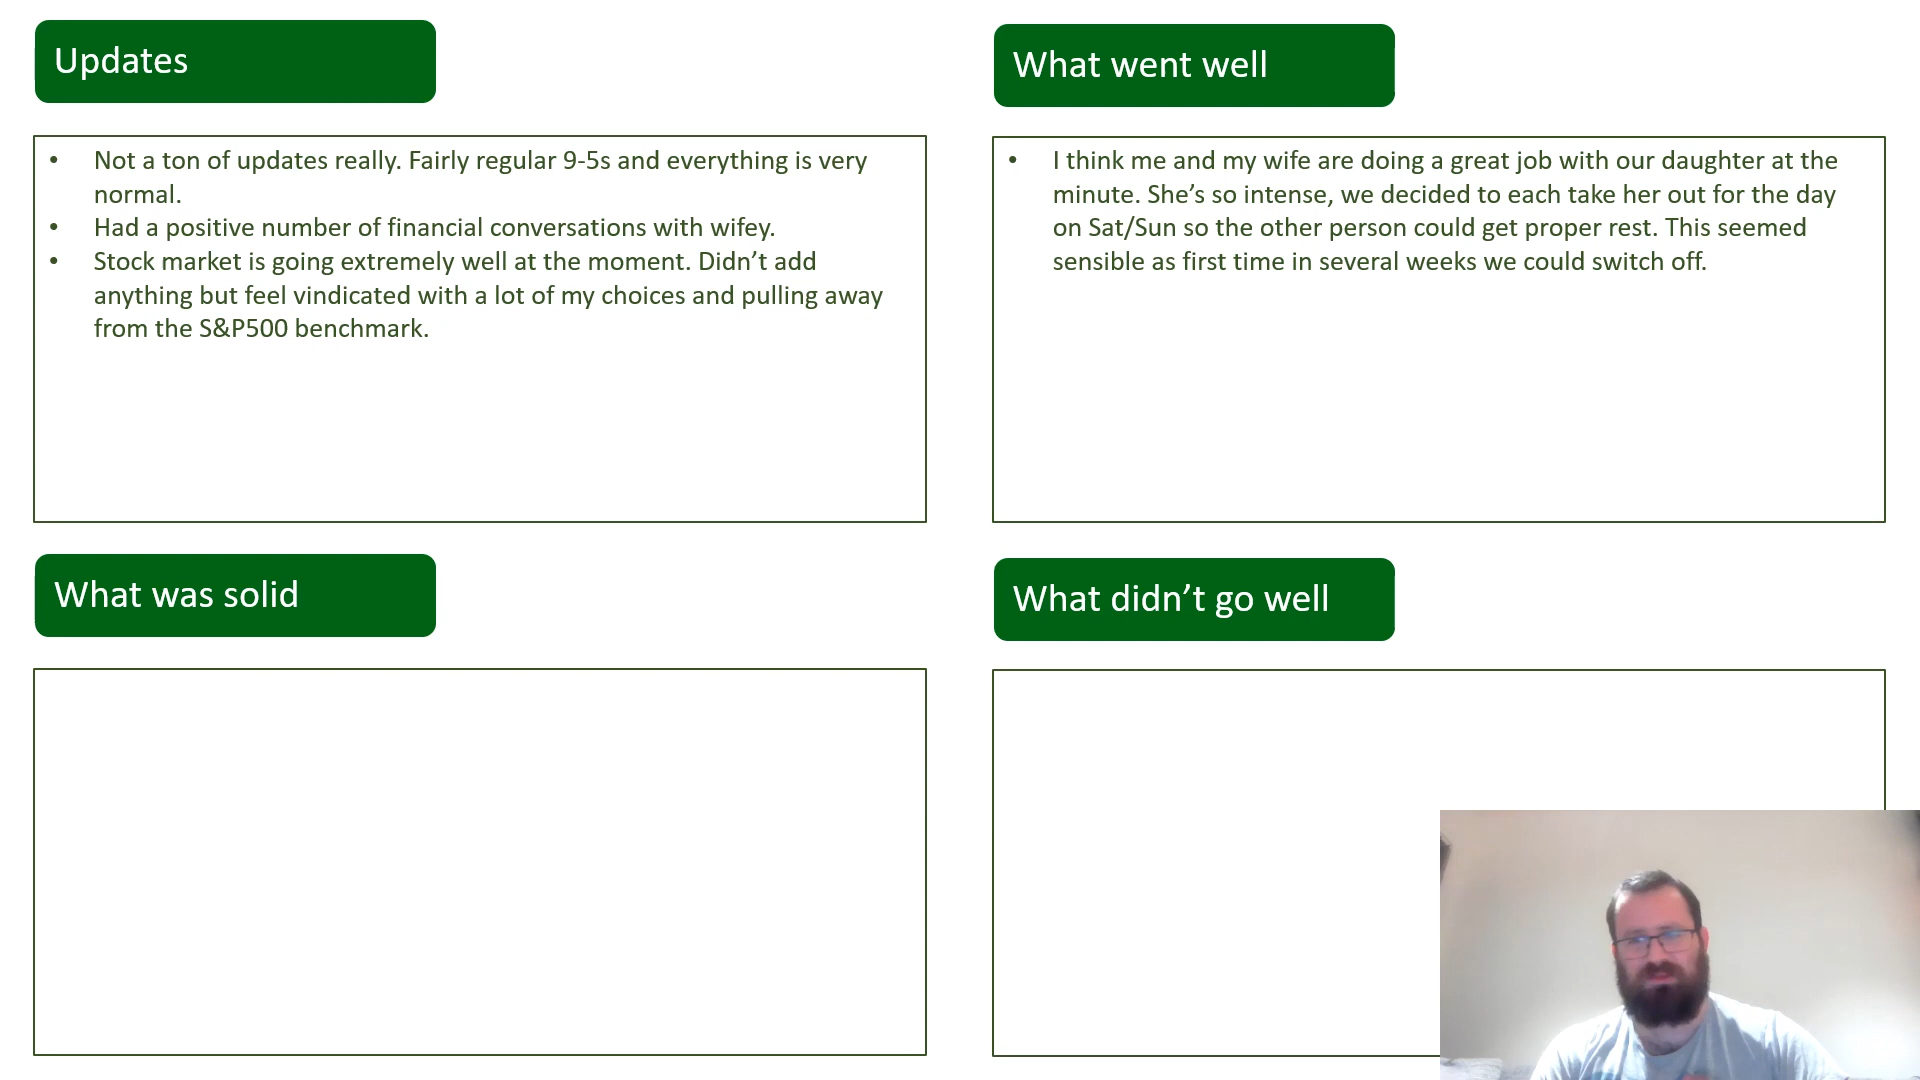 Updates
• Not a ton of updates really. Fairly regular 9-5s and everything is very
normal.
• Had a positive number of financial conversations with wifey.
• Stock market is going extremely well at the moment. Didn’t add
anything but feel vindicated with a lot of my choices and pulling away
from the S&P500 benchmark.
What went well
• I think me and my wife are doing a great job with our daughter at the
minute. She’s so intense, we decided to each take her out for the day
on Sat/Sun so the other person could get proper rest. This seemed
sensible as first time in several weeks we could switch off.
What was solid
What didn’t go well